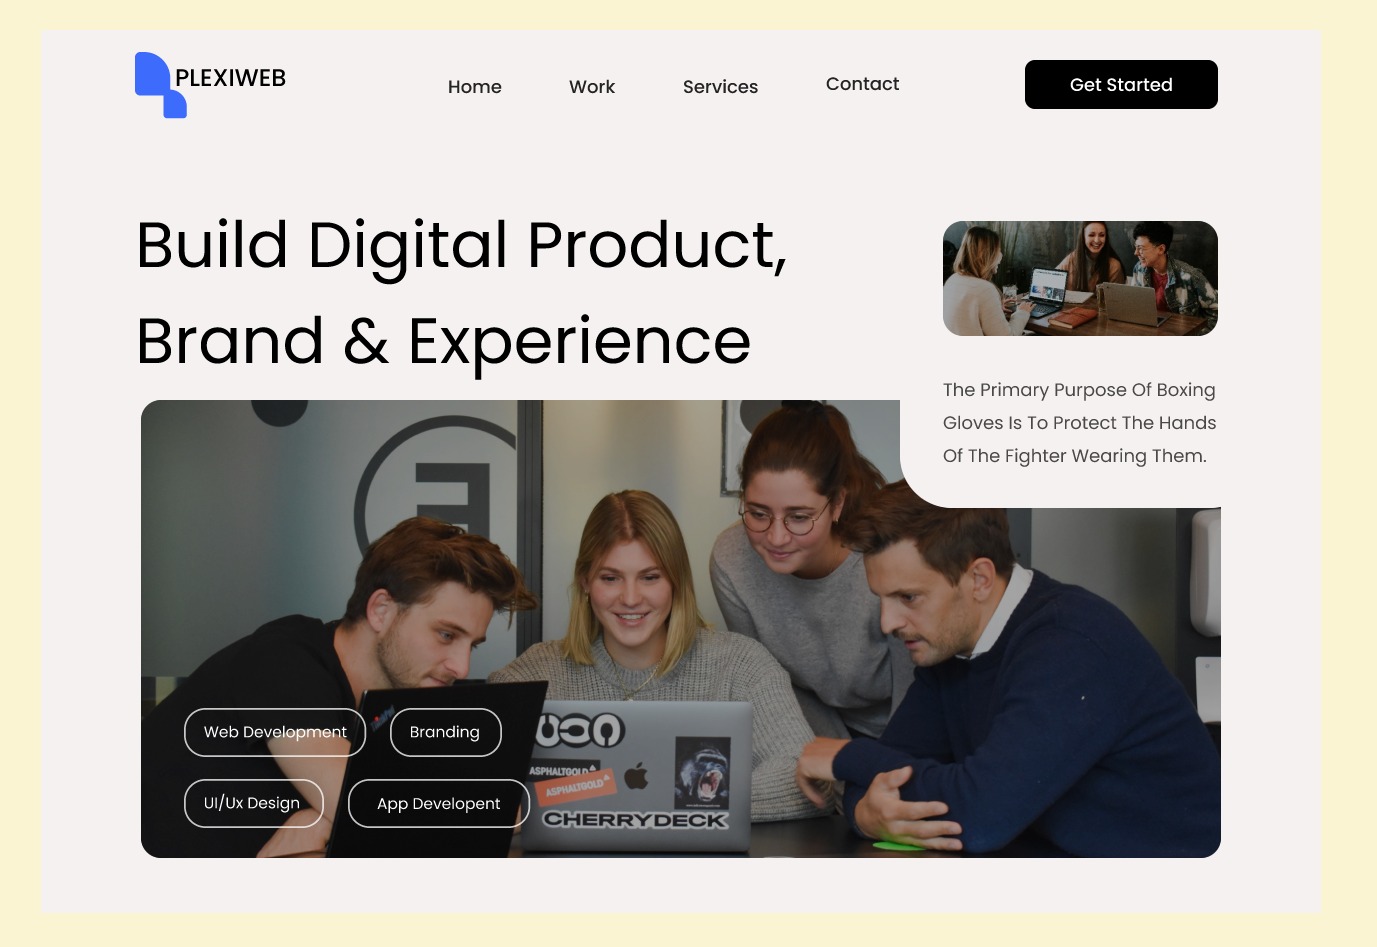 PLEXIWEB
Home
Work
Services
Contact
Get Started
Build Digital Product,
Brand & Experience
The Primary Purpose Of Boxing
Gloves Is To Protect The Hands
Of The Fighter Wearing Them.
Web Development
Branding
UI/Ux Design
App Developent
ASPHALTGOLD
ASPHALTGOLD
CHERRYDECK